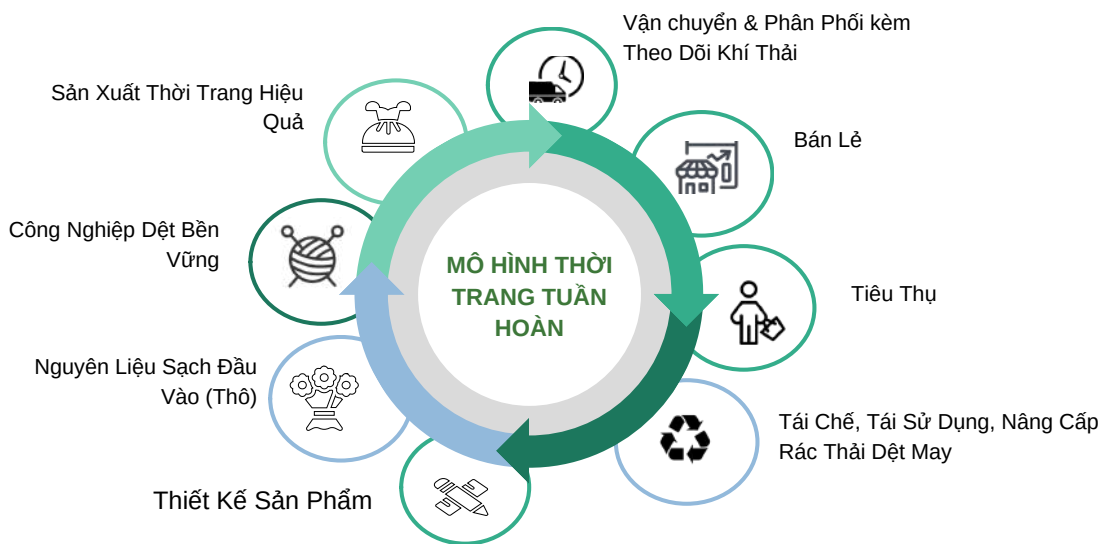 Vận chuyển & Phân Phối kèm
Theo Dõi Khí Thải
Sản Xuất Thời Trang Hiệu
Quả
Bán Lẻ
Công Nghiệp Dệt Bền
Vững
MÔ HÌNH THỜI
TRANG TUẦN
HOÀN
Tiêu Thụ
Nguyên Liệu Sạch Đầu
Vào (Thô)
Tái Chế, Tái Sử Dụng, Nâng Cấp
Rác Thải Dệt May
Thiết Kế Sản Phẩm